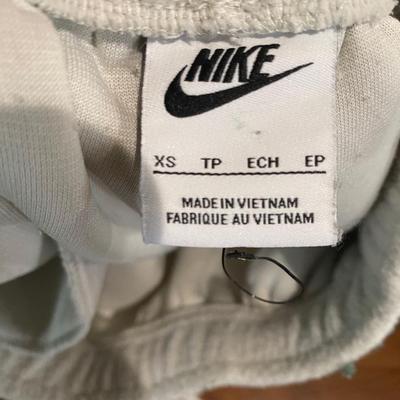 NIKE
XS TP ECH EP
MADE IN VIETNAM
FABRIQUE AU VIETNAM